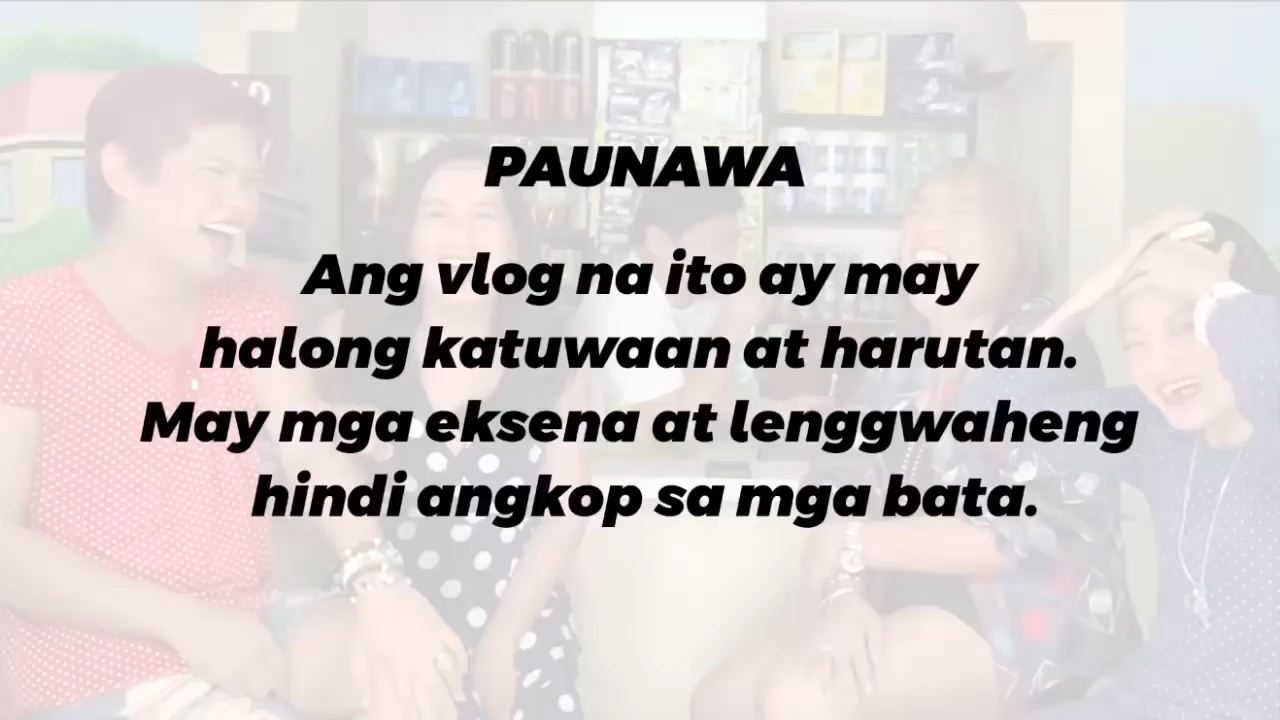 PAUNAWA
Ang vlog na ito ay may
halong katuwaan at harutan.
May mga eksena at lenggwaheng
hindi angkop sa mga bata.